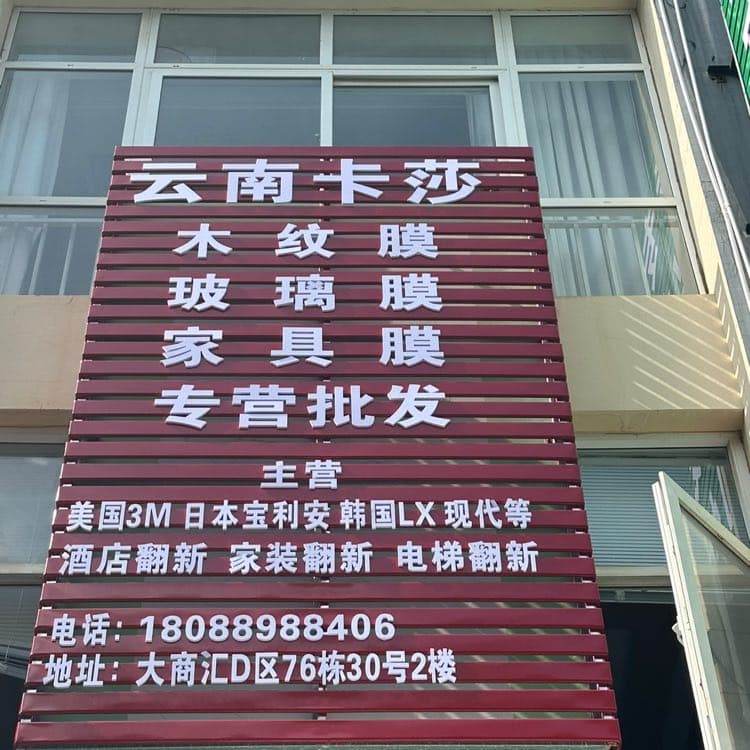 云南卡莎
木纹膜
玻璃膜
家具膜
专营批发
主营
美国3M 日本宝利安 韩国LX 现代等
酒店翻新 家装翻新 电梯翻新
电话：18088988406
地址：大商汇D区76栋30号2楼